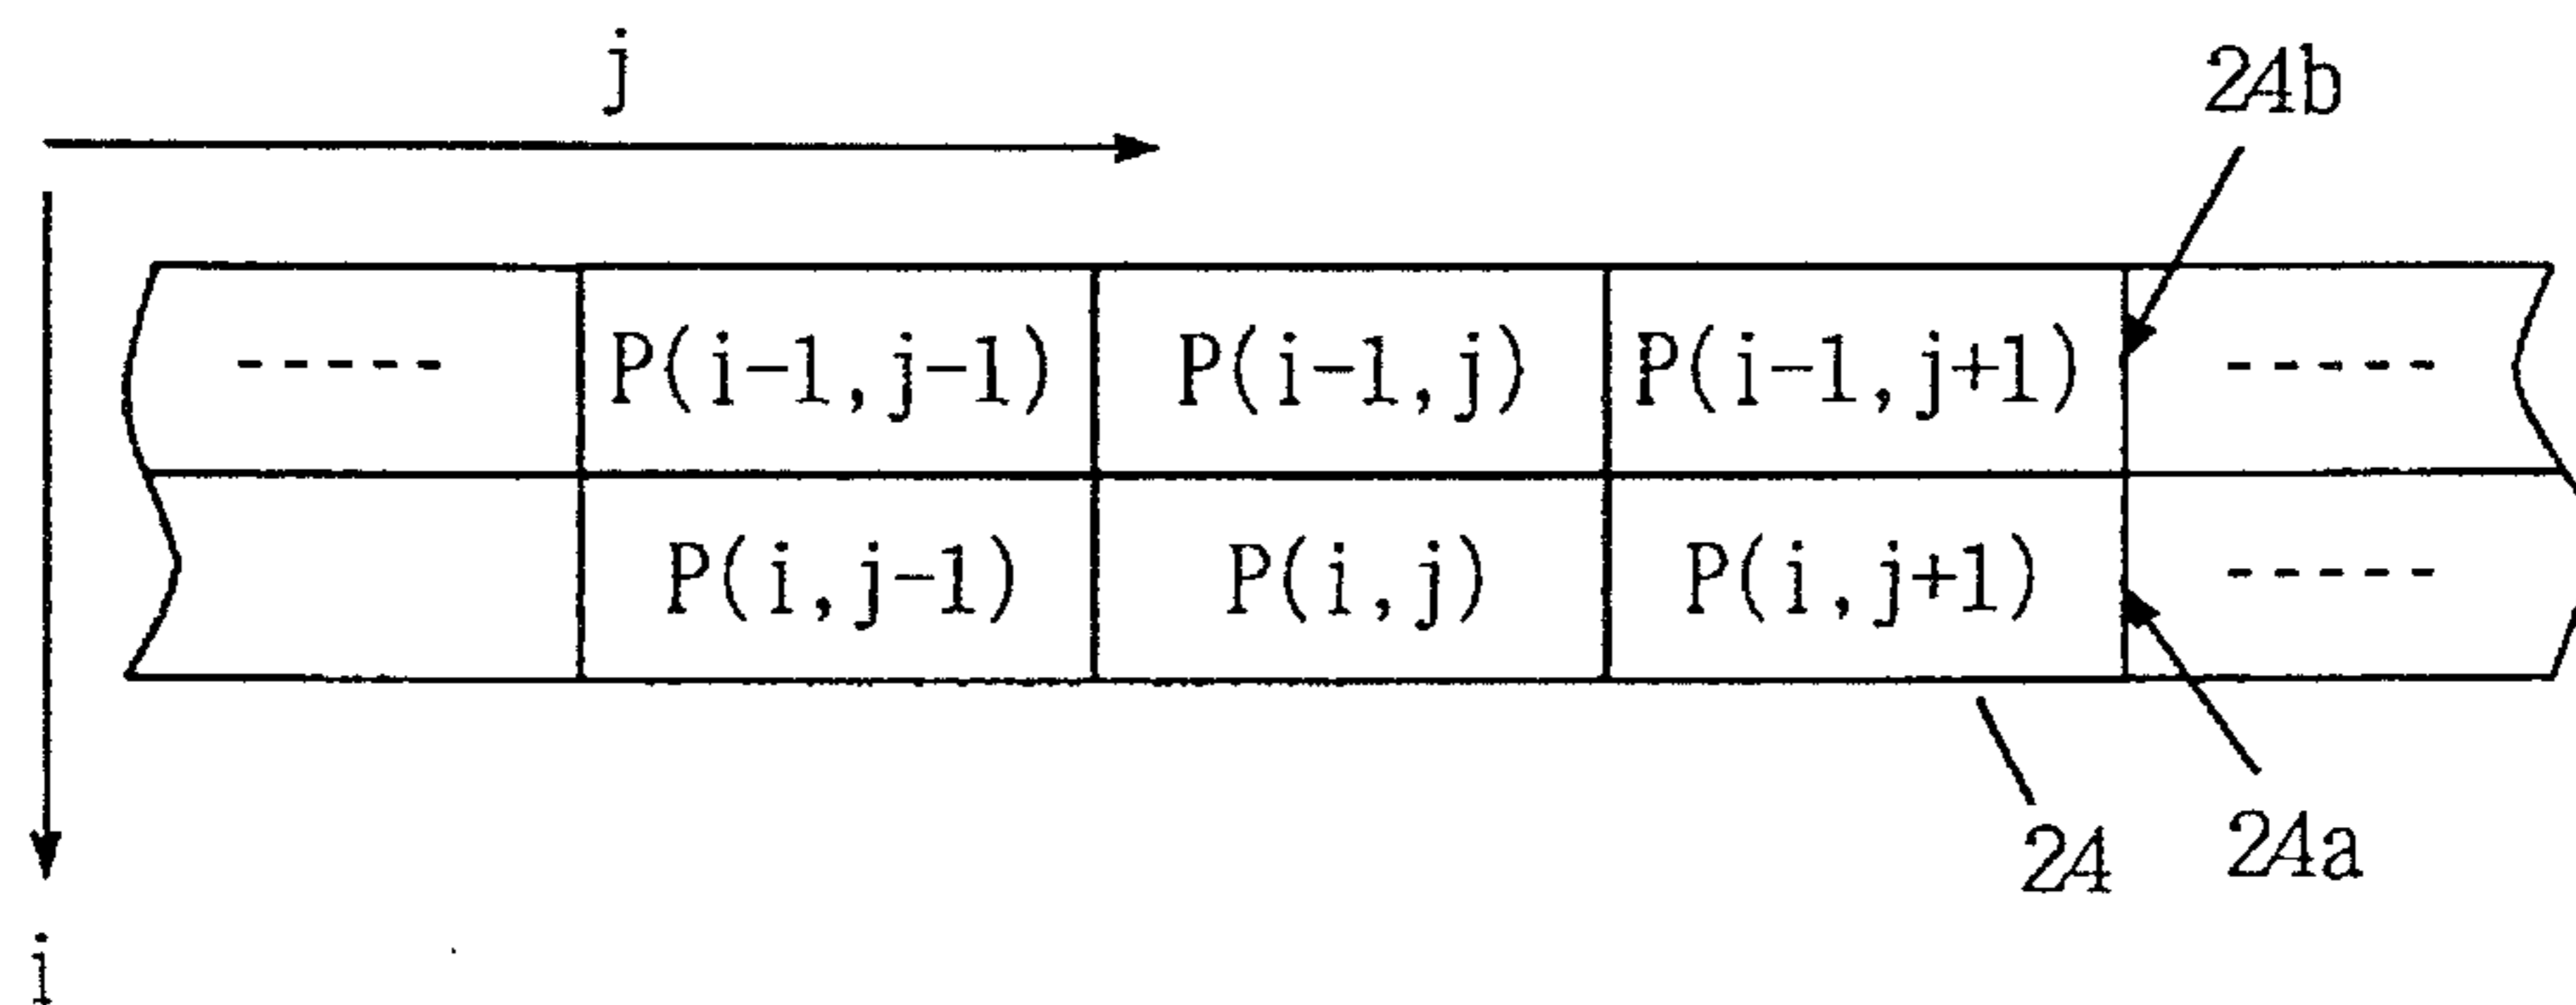 j
24b
----- P(i-1,j-1) P(i-1,j) P(i-1,j+1) -----
P(i,j-1) P(i,j) P(i,j+1) -----
24 24a
i